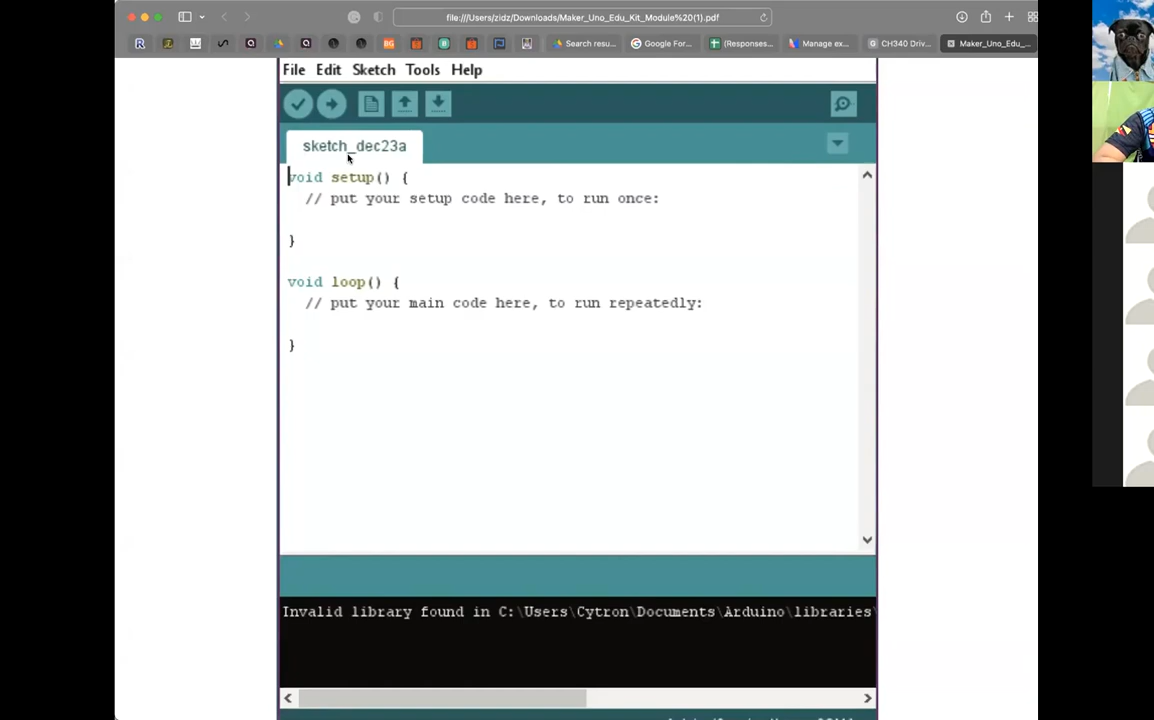 file:///Users/zidz/Downloads/Maker_Uno_Edu_Kit_Module%20(1).pdf
R
BG
Search resu...
Google For...
(Responses...
Manage ex...
G CH340 Driv...
Maker_Uno_Edu_...
File Edit Sketch Tools Help
sketch_dec23a
void setup() {
// put your setup code here, to run once:
}
void loop() {
// put your main code here, to run repeatedly:
}
Invalid library found in C:\Users\Cytron\Documents\Arduino\libraries\